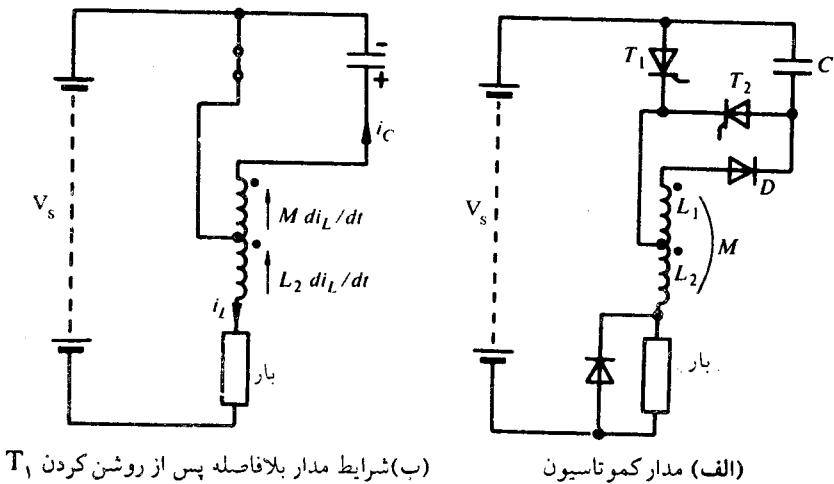 V_s
-
+
i_C
M di_L/dt
L_2 di_L/dt
i_L
بار
(ب)شرایط مدار بلافاصله پس از روشن کردن T_۱
V_s
T_1
T_2
C
D
L_1
M
L_2
بار
(الف) مدار کموتاسیون